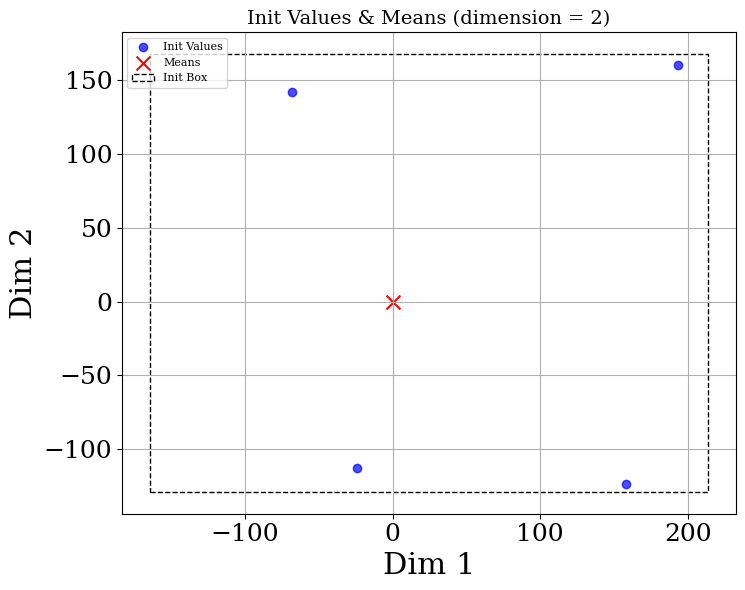 Init Values & Means (dimension = 2)
Init Values
Means
Init Box
150
100
50
0
−50
−100
Dim 2
−100
0
100
200
Dim 1